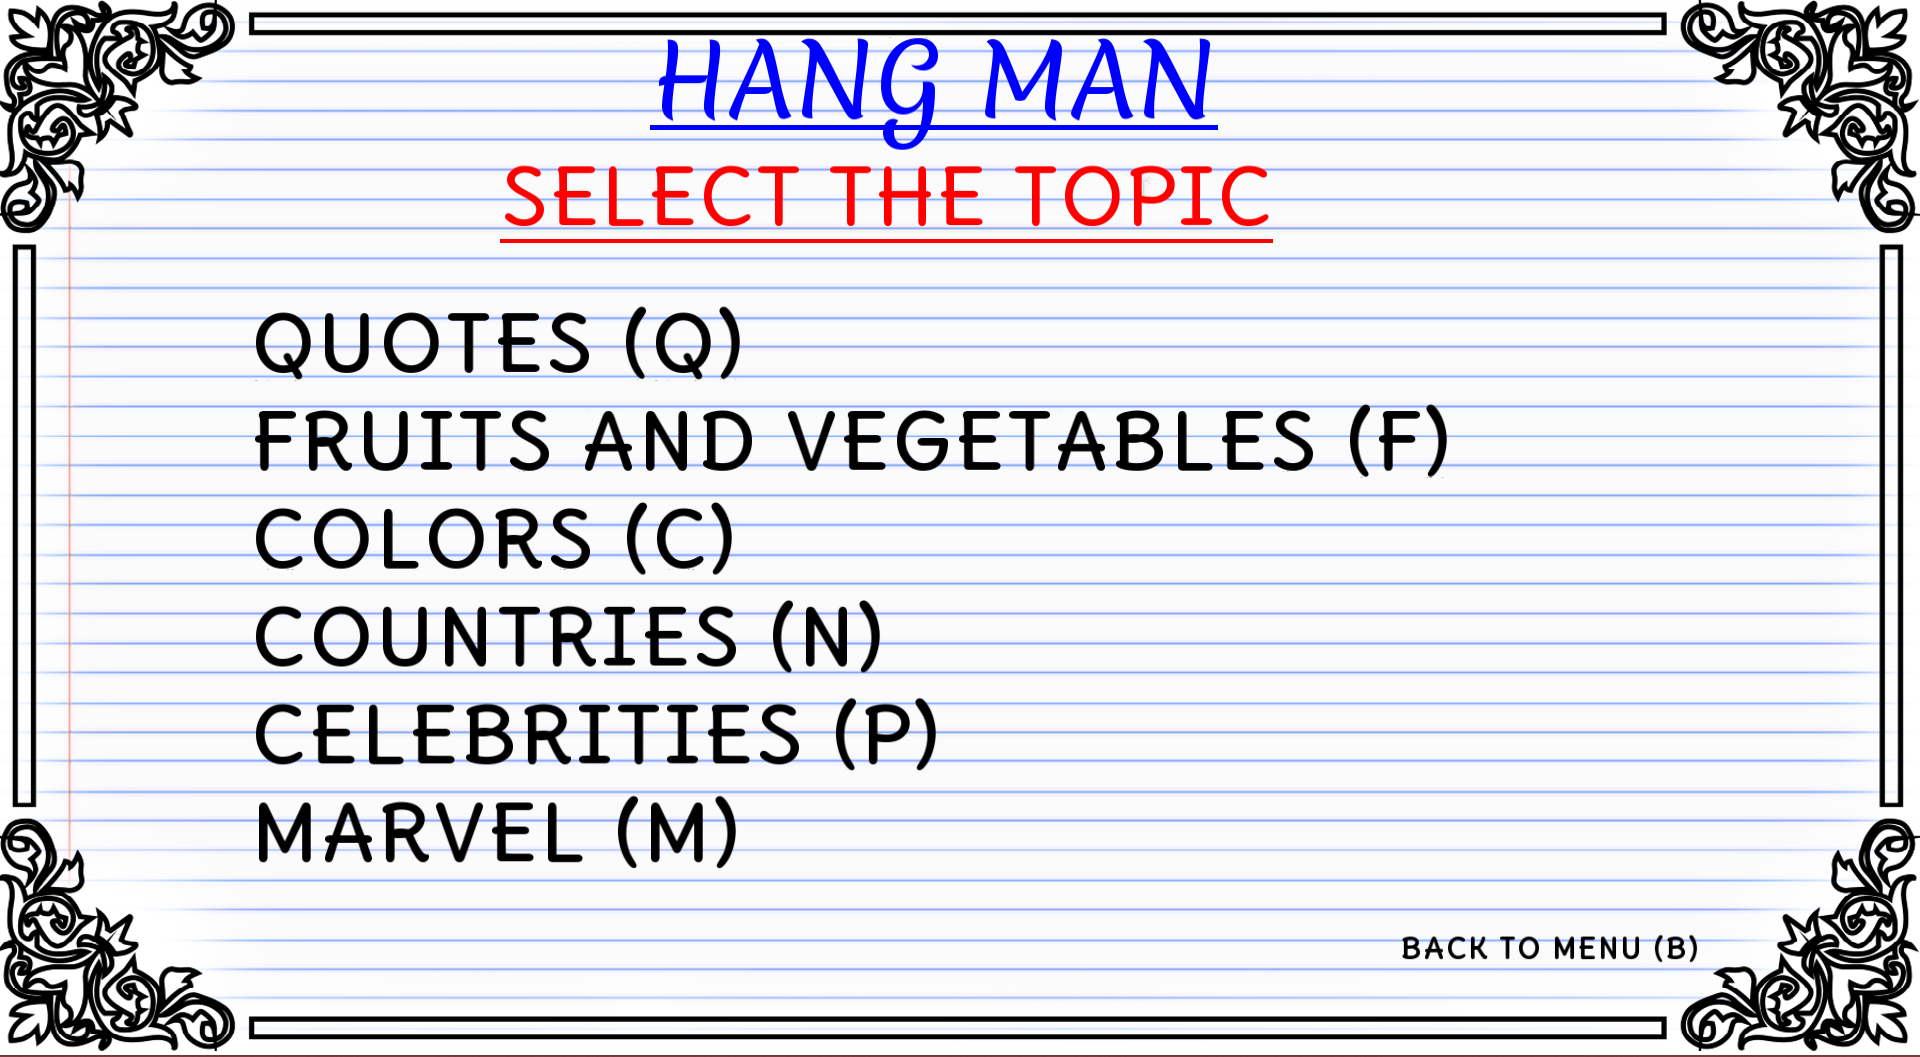 HANG MAN
SELECT THE TOPIC
QUOTES (Q)
FRUITS AND VEGETABLES (F)
COLORS (C)
COUNTRIES (N)
CELEBRITIES (P)
MARVEL (M)
BACK TO MENU (B)